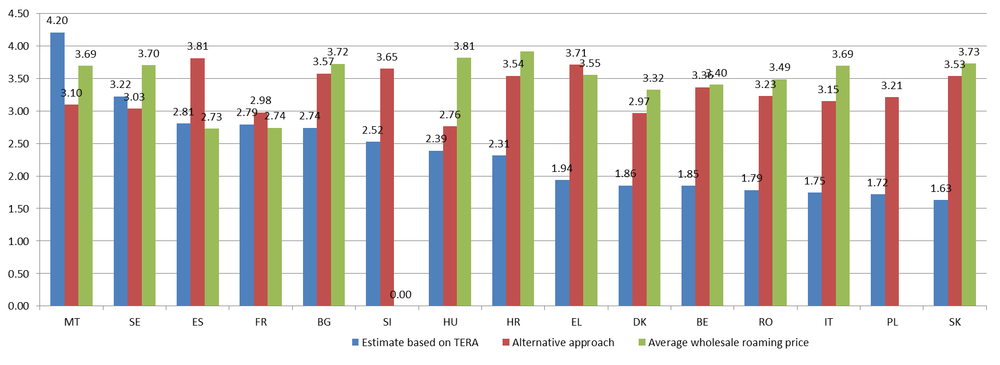 4.50
4.00
3.50
3.00
2.50
2.00
1.50
1.00
0.50
0.00
4.20 3.10 3.69
3.22 3.03 3.70
2.81 3.81 2.73
2.79 2.98 2.74
2.74 3.57 3.72
2.52 3.65 0.00
2.39 2.76 3.81
2.31 3.54
1.94 3.71 3.55
1.86 2.97 3.32
1.85 3.36 3.40
1.79 3.23 3.49
1.75 3.15 3.69
1.72 3.21
1.63 3.53 3.73
MT SE ES FR BG SI HU HR EL DK BE RO IT PL SK
Estimate based on TERA Alternative approach Average wholesale roaming price